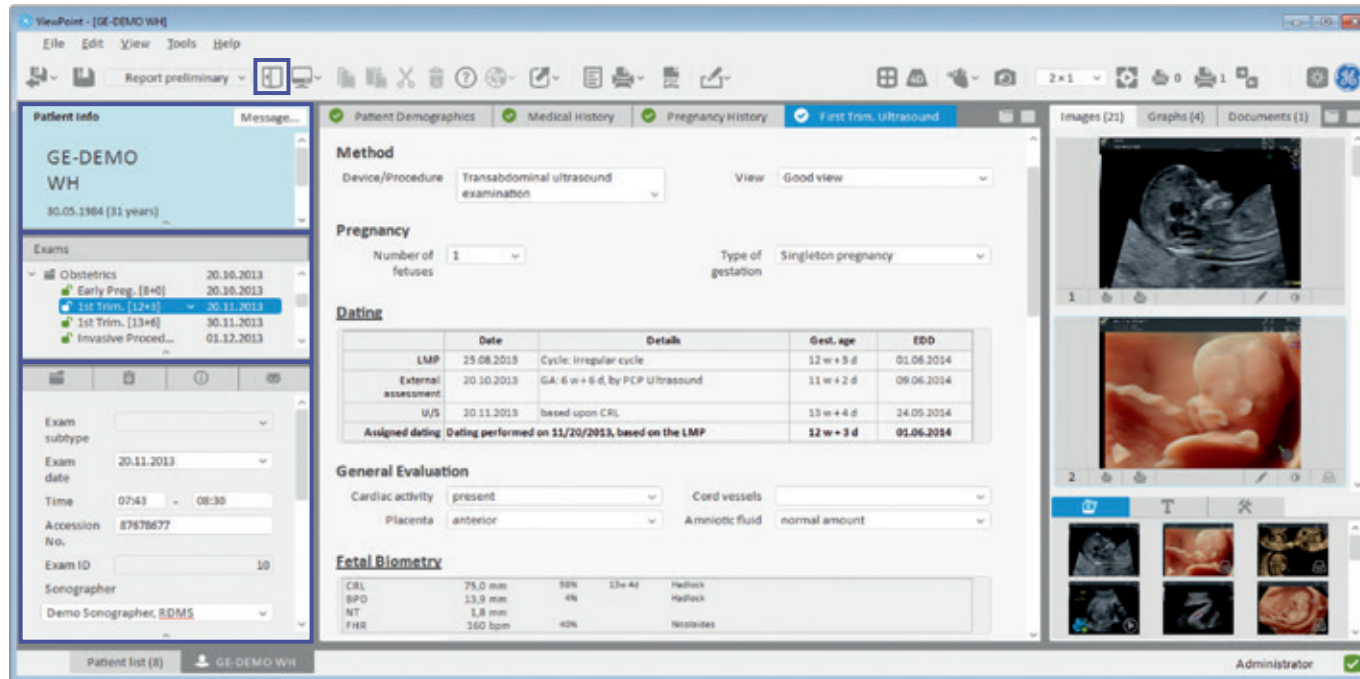 ViewPoint - [GE-DEMO WH]
File Edit View Tools Help
Report preliminary
2×1
0
1
Patient Info Message...
GE-DEMO
WH
30.05.1984 (31 years)
Exams
Obstetrics 20.10.2013
Early Preg. [8+0] 20.10.2013
1st Trim. [12+3] 20.11.2013
1st Trim. [13+6] 30.11.2013
Invasive Proced... 01.12.2013
Exam
subtype
Exam 20.11.2013
date
Time 07:43 - 08:30
Accession 87678677
No.
Exam ID 10
Sonographer
Demo Sonographer, RDMS
Patient Demographics Medical History Pregnancy History First Trim. Ultrasound
Method
Device/Procedure Transabdominal ultrasound View Good view
examination
Pregnancy
Number of 1 Type of Singleton pregnancy
fetuses gestation
Dating
Date Details Gest. age EDD
LMP 25.08.2013 Cycle: irregular cycle 12 w + 3 d 01.06.2014
External 20.10.2013 GA: 6 w + 6 d, by PCP Ultrasound 11 w + 2 d 09.06.2014
assessment
U/S 20.11.2013 based upon CRL 13 w + 4 d 24.05.2014
Assigned dating Dating performed on 11/20/2013, based on the LMP 12 w + 3 d 01.06.2014
General Evaluation
Cardiac activity present Cord vessels
Placenta anterior Amniotic fluid normal amount
Fetal Biometry
CRL 75,0 mm 98% 13w 4d Hadlock
BPD 13,9 mm Hadlock
NT 1,8 mm
FHR 160 bpm 40% Nicolaides
Images (21) Graphs (4) Documents (1)
1
2
T
Patient list (8) GE-DEMO WH
Administrator